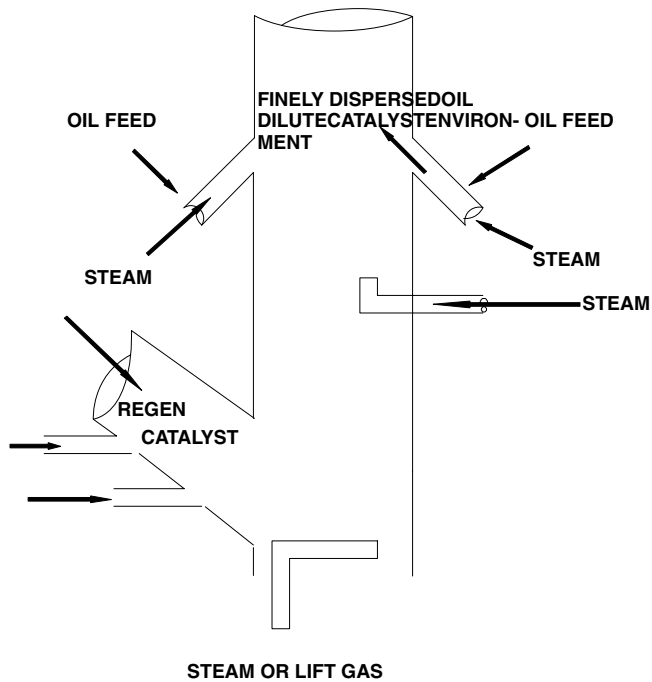 FINELY DISPERSEDOIL
OIL FEED
DILUTECATALYSTENVIRON- OIL FEED
MENT
STEAM
STEAM
STEAM
REGEN
CATALYST
STEAM OR LIFT GAS